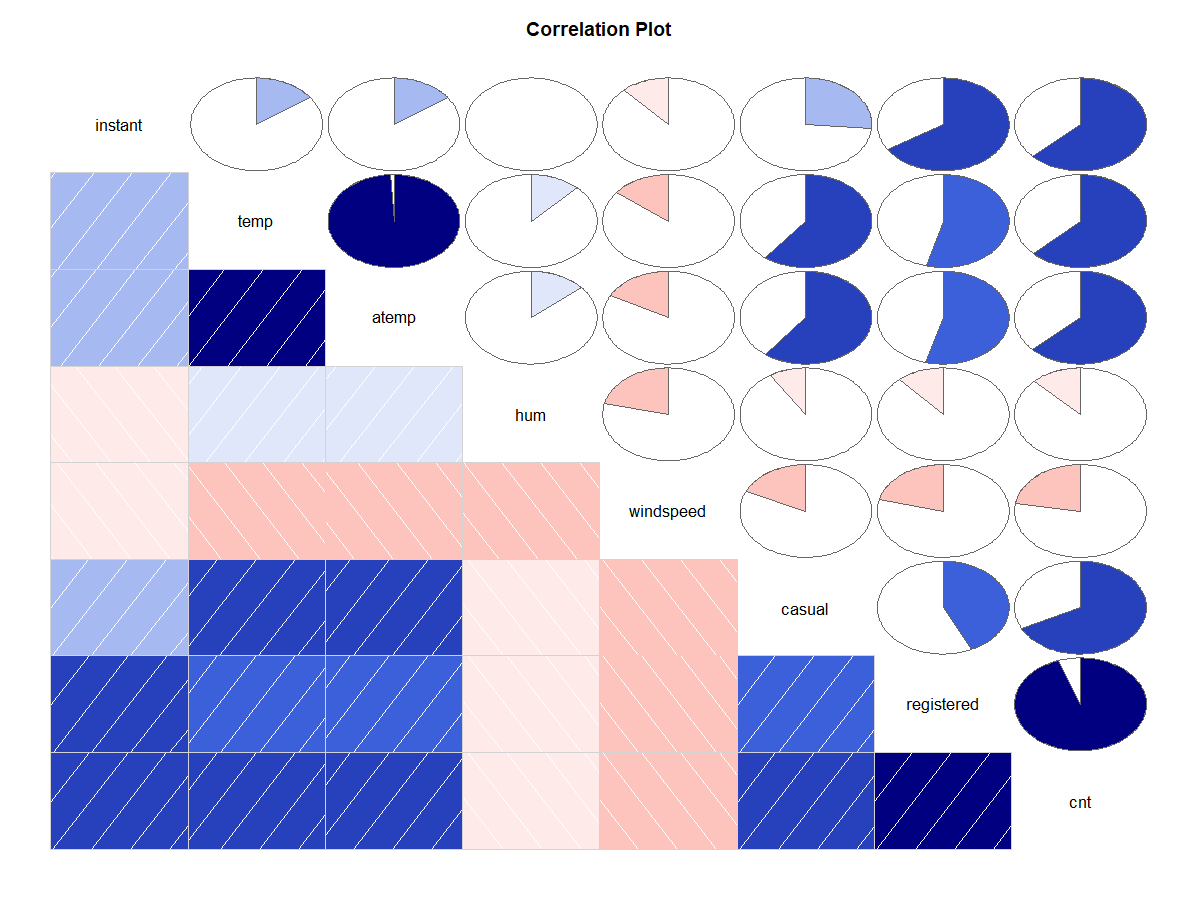 Correlation Plot
instant
temp
atemp
hum
windspeed
casual
registered
cnt